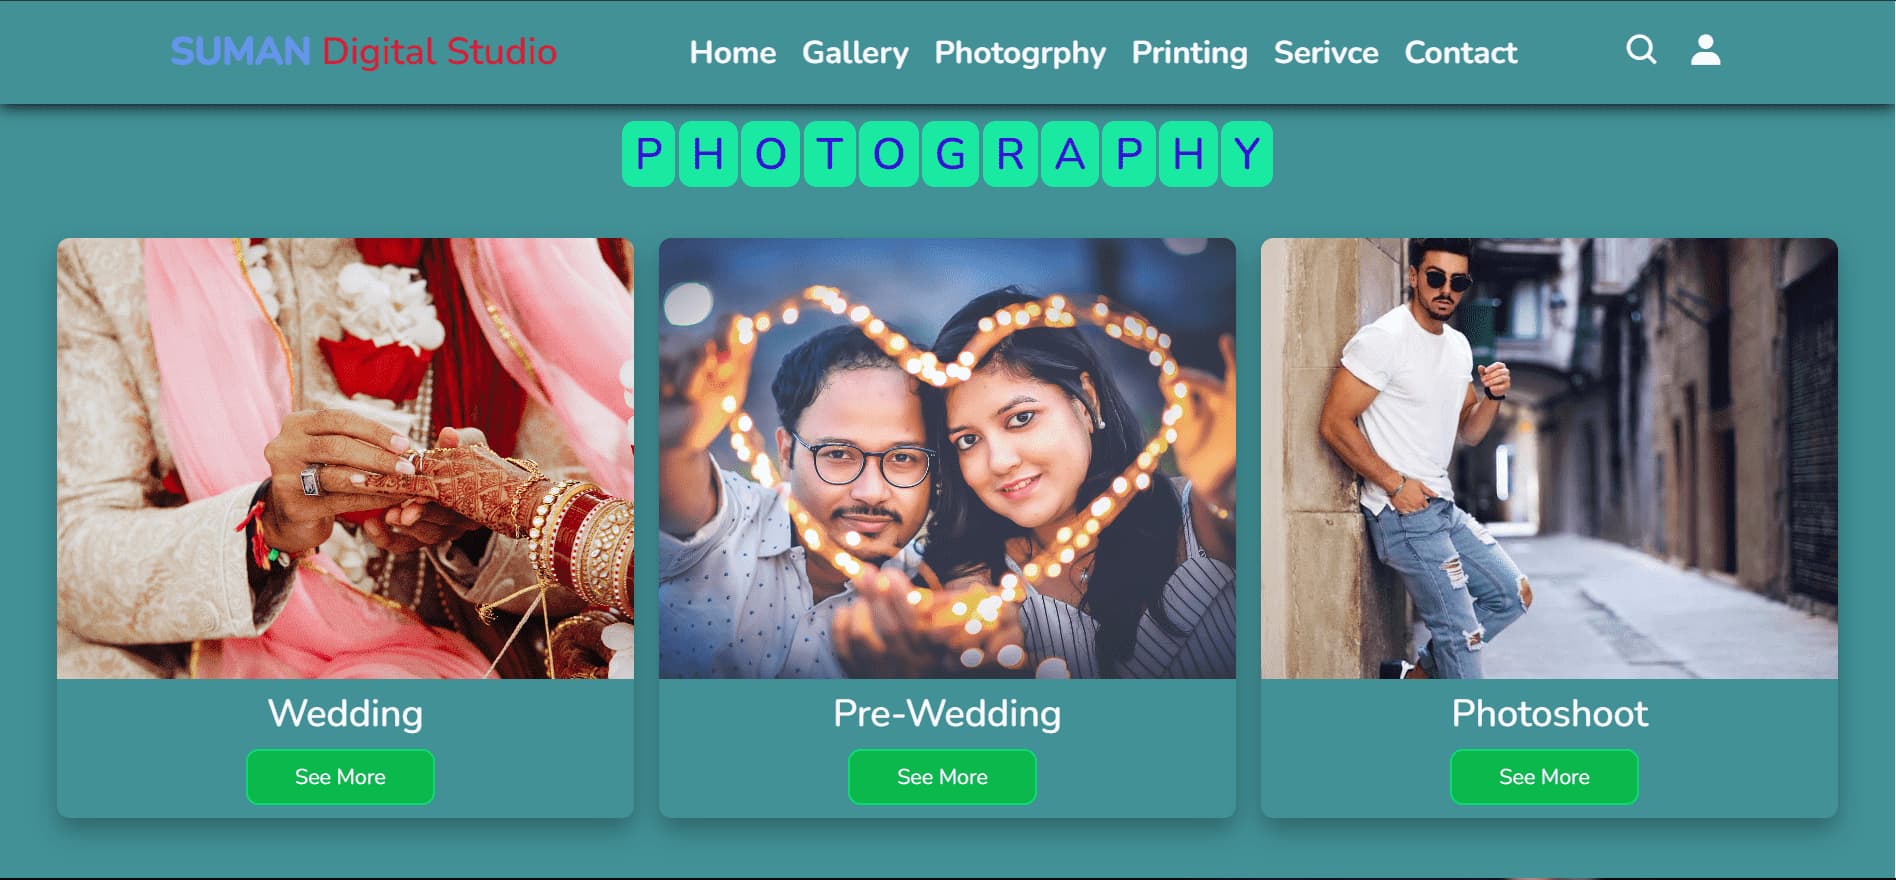 SUMAN Digital Studio Home Gallery Photogrphy Printing Serivce Contact
PHOTOGRAPHY
Wedding Pre-Wedding Photoshoot
See More See More See More